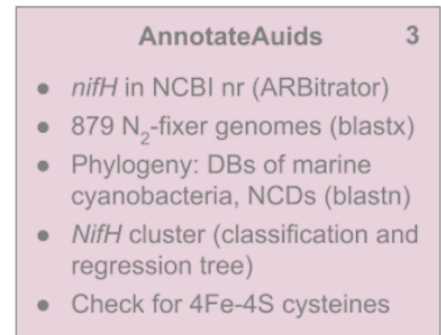 AnnotateAuids 3
● nifH in NCBI nr (ARBitrator)
● 879 N₂-fixer genomes (blastx)
● Phylogeny: DBs of marine
cyanobacteria, NCDs (blastn)
● NifH cluster (classification and
regression tree)
● Check for 4Fe-4S cysteines